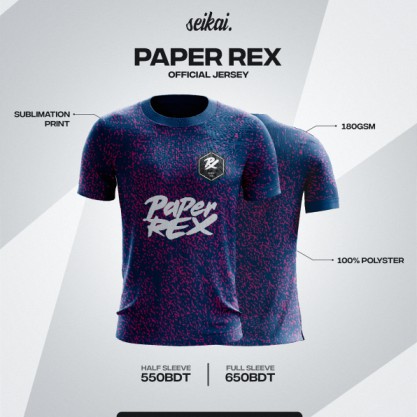 seikai.
PAPER REX
OFFICIAL JERSEY
SUBLIMATION
PRINT
180GSM
PaPer
REX
100% POLYSTER
HALF SLEEVE
550BDT
FULL SLEEVE
650BDT